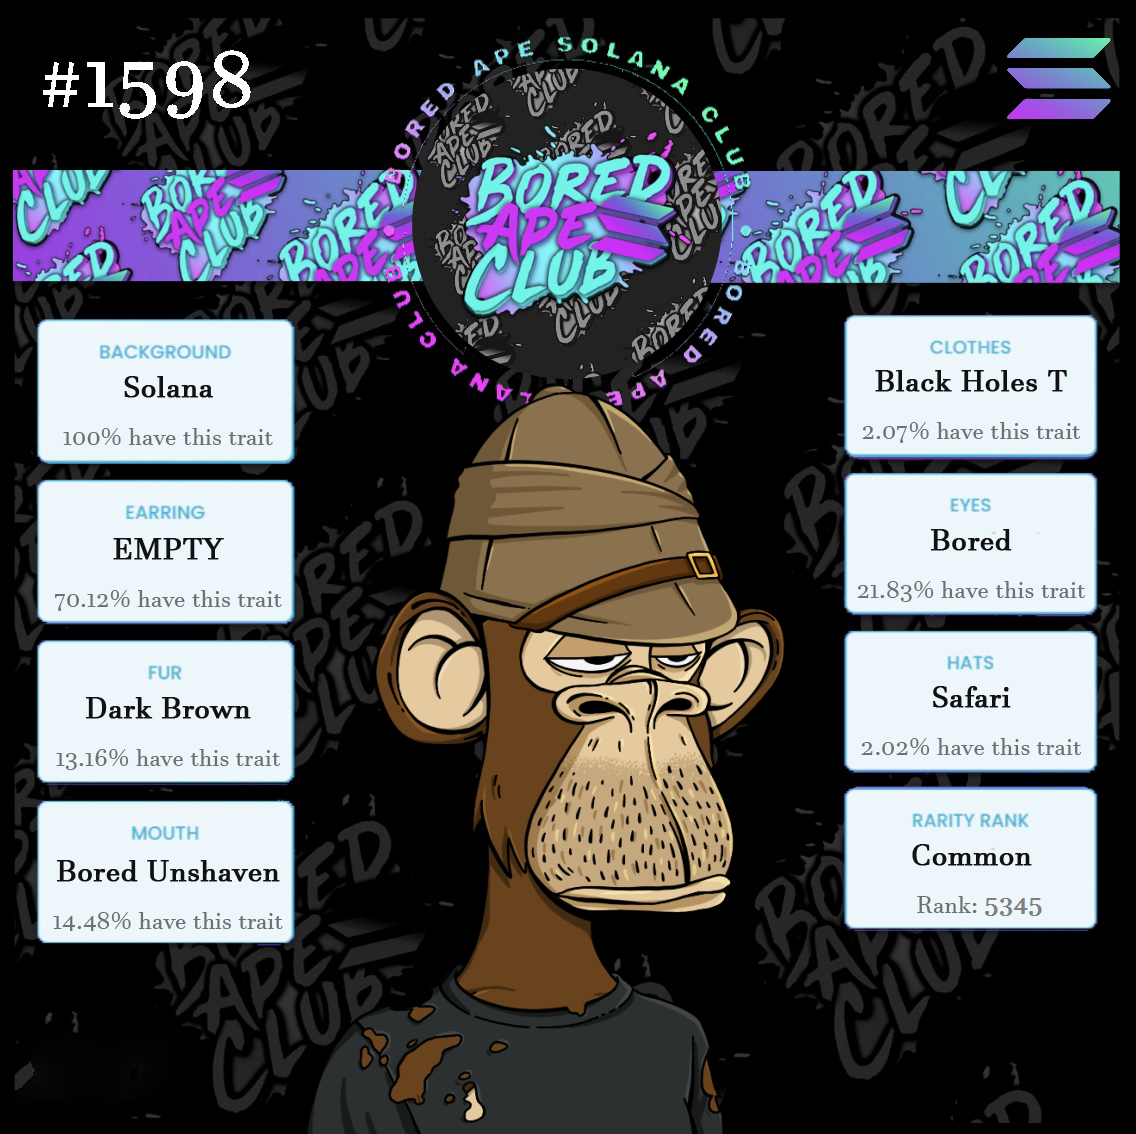 #1598
BORED APE SOLANA CLUB
BORED APE
CLUB
BORED
APE
CLUB
BACKGROUND
Solana
100% have this trait
EARRING
EMPTY
70.12% have this trait
FUR
Dark Brown
13.16% have this trait
MOUTH
Bored Unshaven
14.48% have this trait
CLOTHES
Black Holes T
2.07% have this trait
EYES
Bored
21.83% have this trait
HATS
Safari
2.02% have this trait
RARITY RANK
Common
Rank: 5345